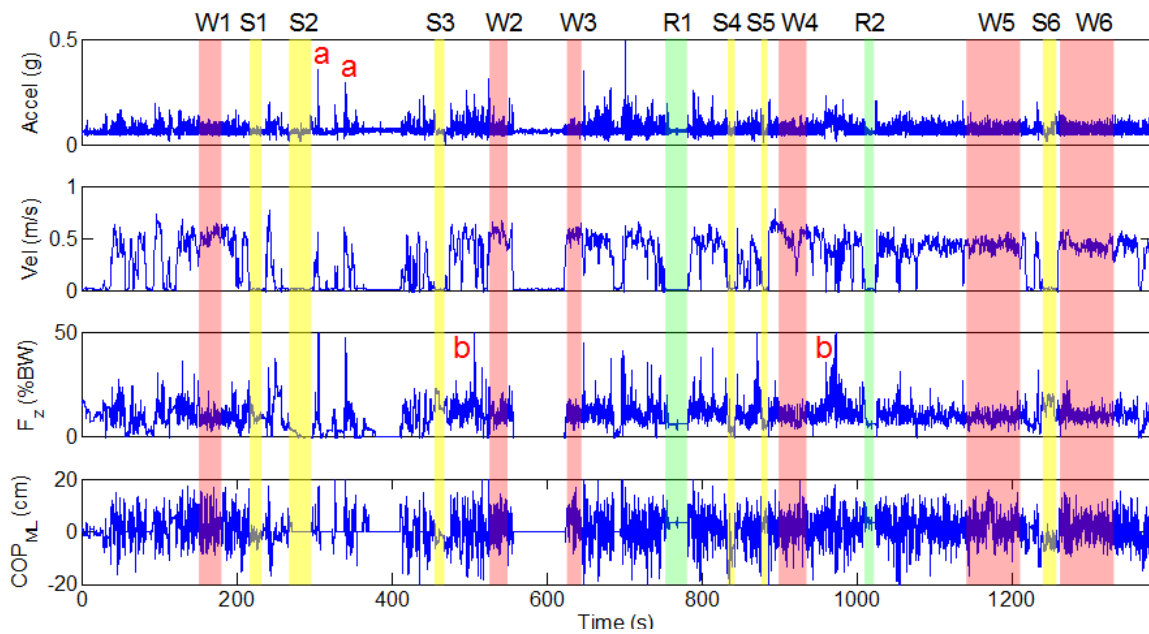 W1 S1 S2 S3 W2 W3 R1 S4 S5 W4 R2 W5 S6 W6
0.5
a
a
Accel (g)
0
1
Vel (m/s)
0.5
0
50
b
b
F_z (%BW)
0
20
COP_ML (cm)
0
-20
0 200 400 600 800 1000 1200
Time (s)